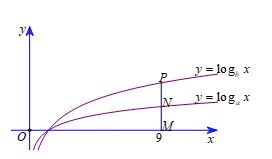 y
y = log_b x
P
y = log_a x
N
O
M
9
x